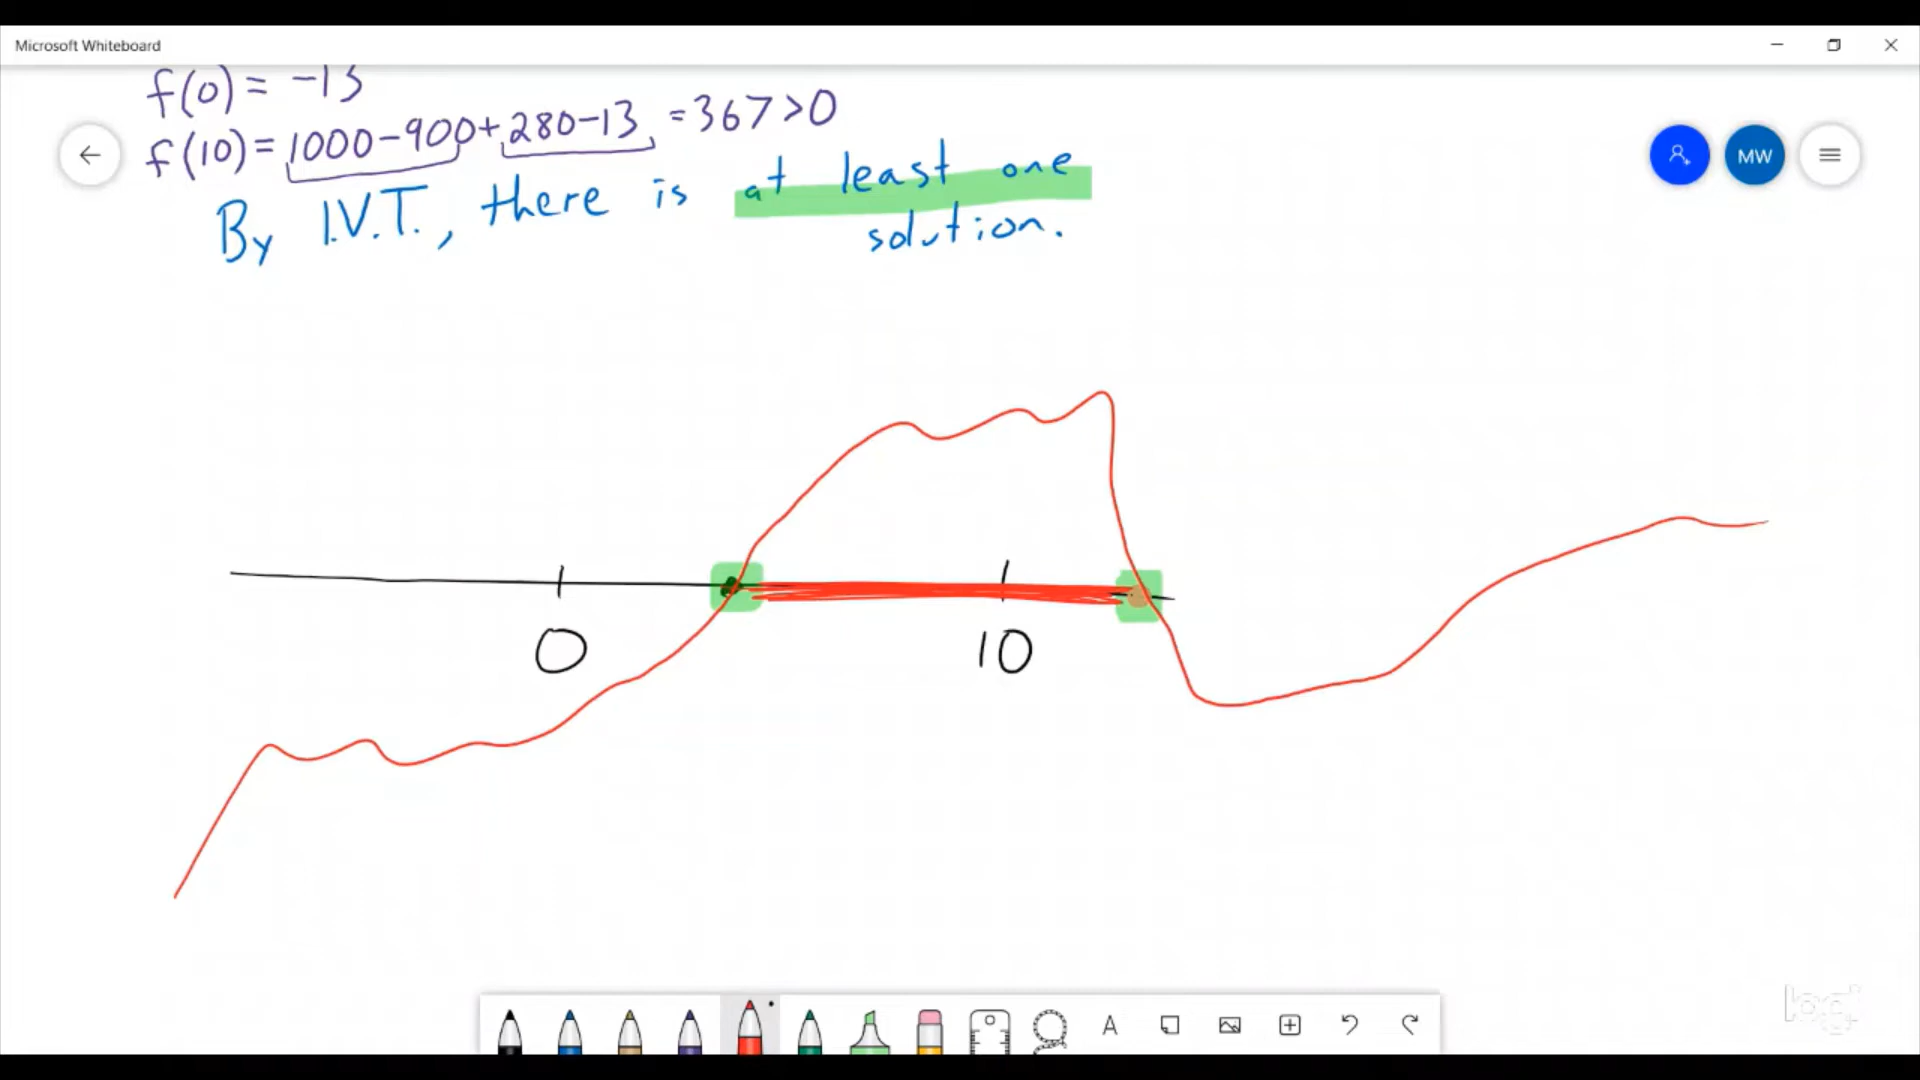 Microsoft Whiteboard
f(0) = -13
f(10) = 1000-900+280-13 = 367>0
MW
By I.V.T., there is at least one
solution.
0 10
A
logi